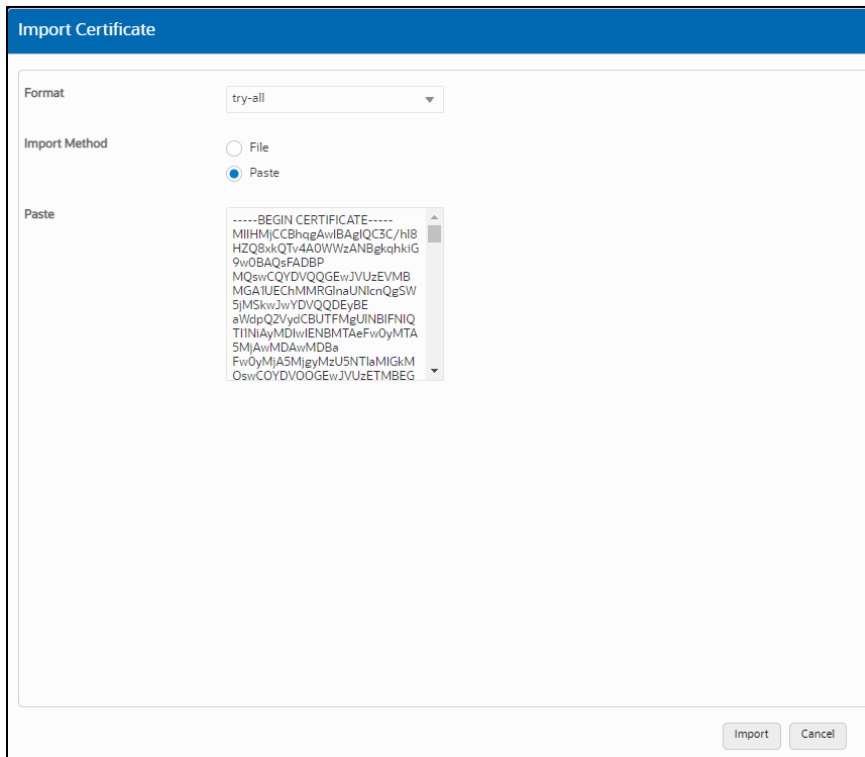 Import Certificate
Format
try-all
Import Method
File
Paste
Paste
-----BEGIN CERTIFICATE-----
MIIHMjCCBhqgAwIBAgIQC3C/hI8
HZQ8xkQTv4A0WWzANBgkqhkiG
9w0BAQsFADBP
MQswCQYDVQQGEwJVUzEVMB
MGA1UEChMMRGlnaUNlcnQgSW
5jMSkwJwYDVQQDEyBE
aWdpQ2VydCBUTFMgUlNBIFNIQ
TI1NiAyMDIwIENBMTAeFw0yMTA
5MjAwMDAwMDBa
Fw0yMjA5MjgyMzU5NTlaMIGkM
QswCQYDVQQGEwJVUzETMBEG
Import
Cancel